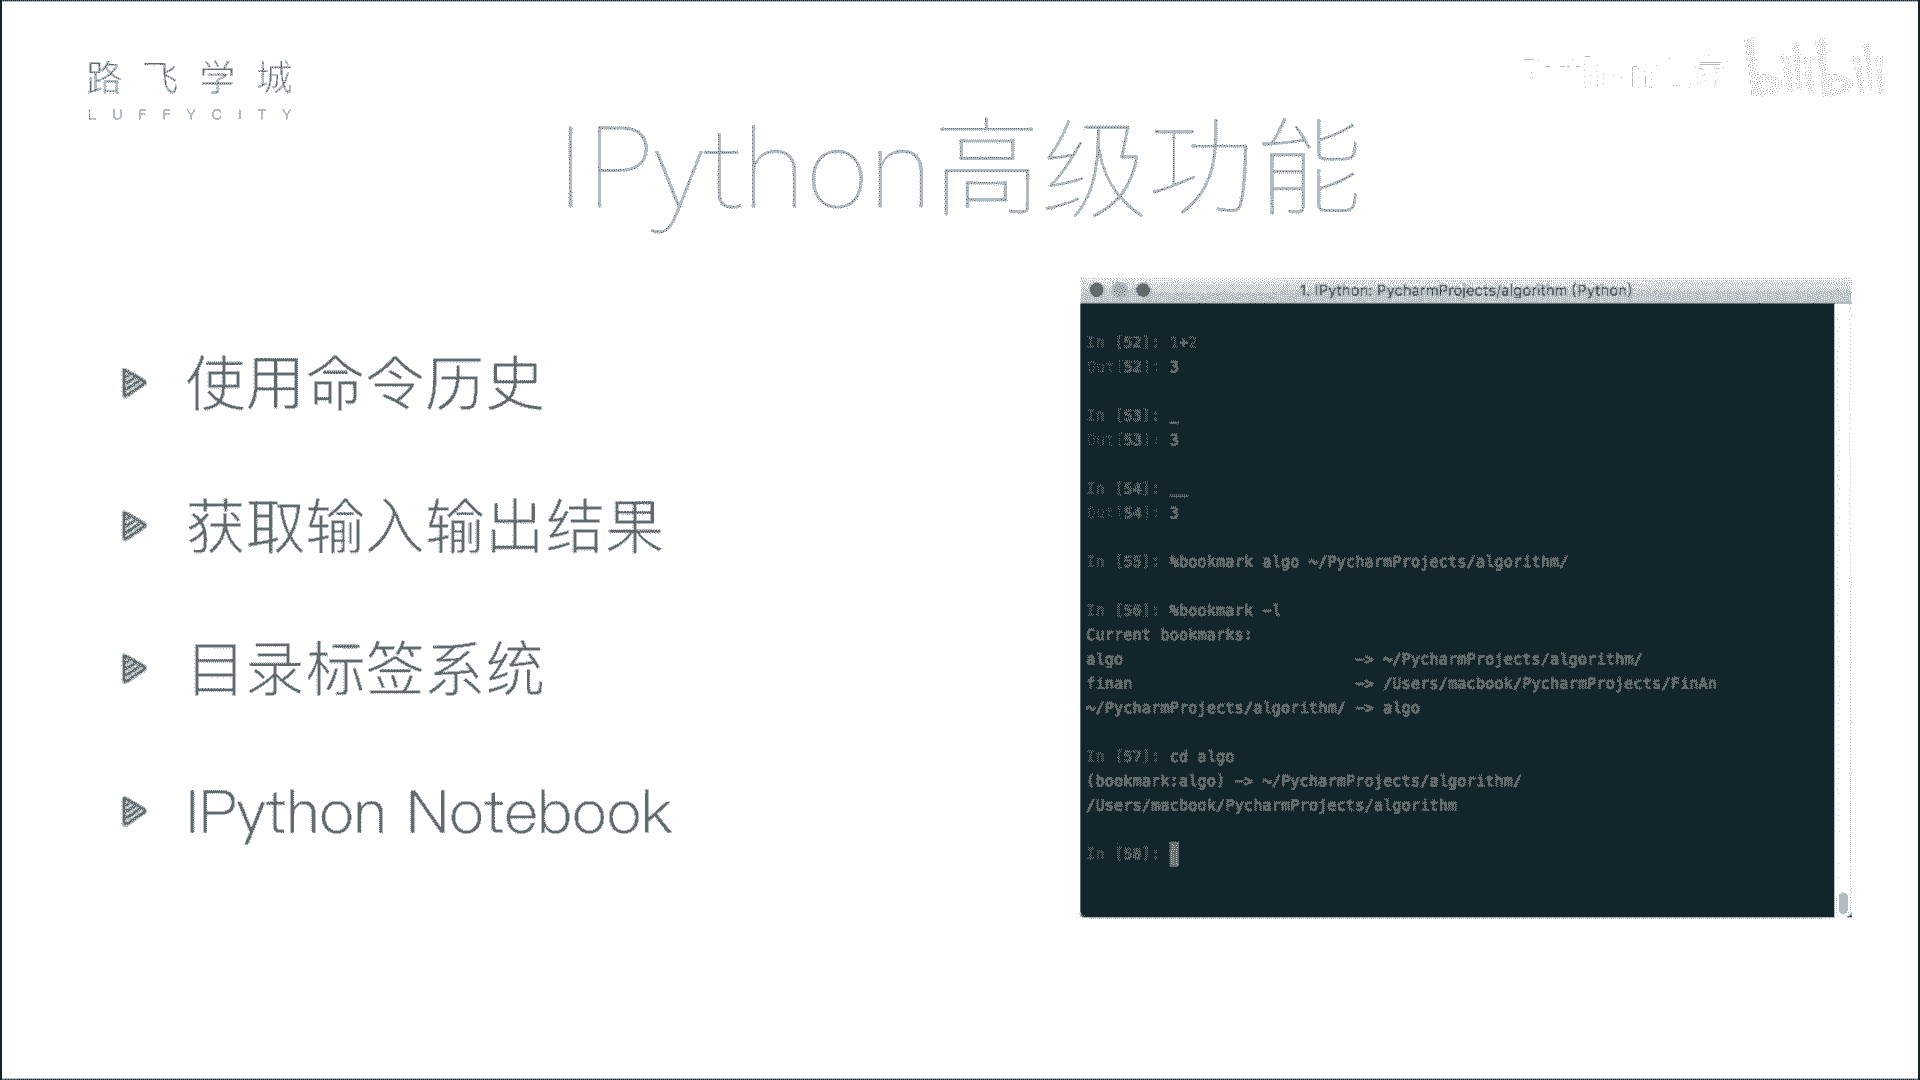 路飞学城
LUFFYCITY
bilibili
IPython高级功能
使用命令历史
获取输入输出结果
目录标签系统
IPython Notebook
1. IPython: PycharmProjects/algorithm (Python)
In [52]: 1+2
Out[52]: 3
In [53]: _
Out[53]: 3
In [54]: __
Out[54]: 3
In [55]: %bookmark algo ~/PycharmProjects/algorithm/
In [56]: %bookmark -l
Current bookmarks:
algo -> ~/PycharmProjects/algorithm/
finan -> /Users/macbook/PycharmProjects/FinAn
~/PycharmProjects/algorithm/ -> algo
In [57]: cd algo
(bookmark:algo) -> ~/PycharmProjects/algorithm/
/Users/macbook/PycharmProjects/algorithm
In [58]: